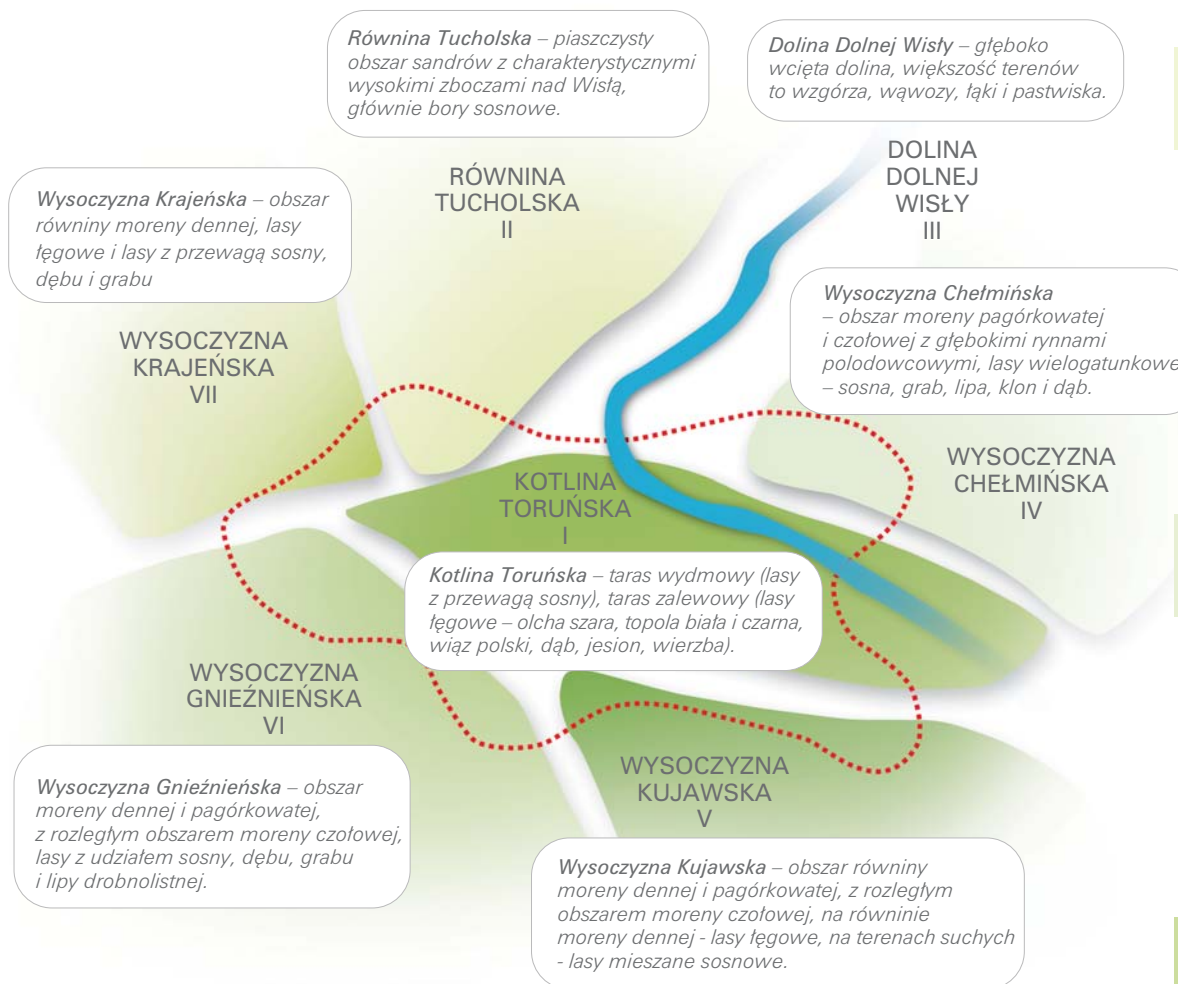 Równina Tucholska – piaszczysty
obszar sandrów z charakterystycznymi
wysokimi zboczami nad Wisłą,
głównie bory sosnowe.
Dolina Dolnej Wisły – głęboko
wcięta dolina, większość terenów
to wzgórza, wąwozy, łąki i pastwiska.
RÓWNINA
TUCHOLSKA
II
DOLINA
DOLNEJ
WISŁY
III
Wysoczyzna Krajeńska – obszar
równiny moreny dennej, lasy
łęgowe i lasy z przewagą sosny,
dębu i grabu
WYSOCZYZNA
KRAJEŃSKA
VII
Wysoczyzna Chełmińska
– obszar moreny pagórkowatej
i czołowej z głębokimi rynnami
polodowcowymi, lasy wielogatunkowe
– sosna, grab, lipa, klon i dąb.
WYSOCZYZNA
CHEŁMIŃSKA
IV
KOTLINA
TORUŃSKA
I
Kotlina Toruńska – taras wydmowy (lasy
z przewagą sosny), taras zalewowy (lasy
łęgowe – olcha szara, topola biała i czarna,
wiąz polski, dąb, jesion, wierzba).
WYSOCZYZNA
GNIEŹNIEŃSKA
VI
Wysoczyzna Gnieźnieńska – obszar
moreny dennej i pagórkowatej,
z rozległym obszarem moreny czołowej,
lasy z udziałem sosny, dębu, grabu
i lipy drobnolistnej.
WYSOCZYZNA
KUJAWSKA
V
Wysoczyzna Kujawska – obszar równiny
moreny dennej i pagórkowatej, z rozległym
obszarem moreny czołowej, na równinie
moreny dennej - lasy łęgowe, na terenach suchych
- lasy mieszane sosnowe.